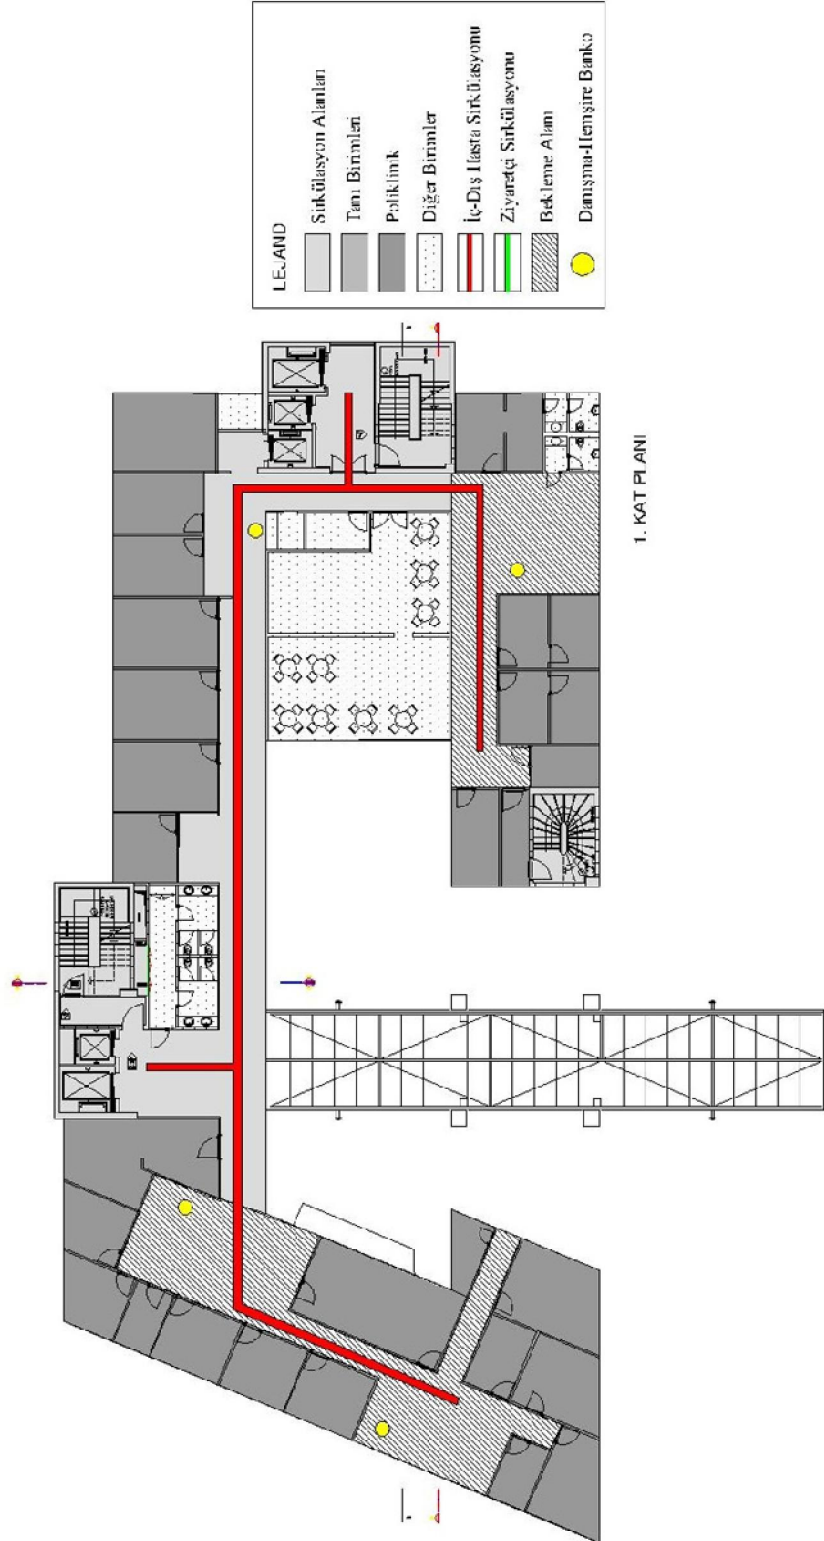 LEJAND
Sirkülasyon Alanları
Tanı Birimleri
Poliklinik
Diğer Birimler
İç-Dış Hasta Sirkülasyonu
Ziyaretçi Sirkülasyonu
Bekleme Alanı
Danışma-Hemşire Banko
1. KAT PLANI